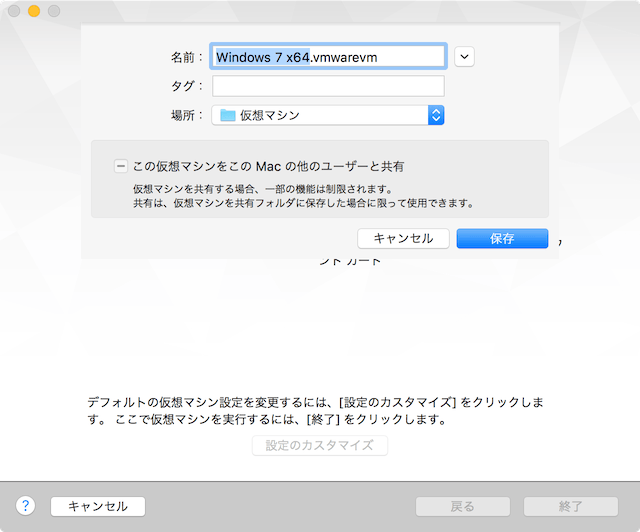 名前：
Windows 7 x64.vmwarevm
タグ：
場所：
仮想マシン
この仮想マシンをこの Mac の他のユーザーと共有
仮想マシンを共有する場合、一部の機能は制限されます。
共有は、仮想マシンを共有フォルダに保存した場合に限って使用できます。
キャンセル
保存
ント カード
デフォルトの仮想マシン設定を変更するには、[設定のカスタマイズ] をクリックしま
す。 ここで仮想マシンを実行するには、[終了] をクリックします。
設定のカスタマイズ
?
キャンセル
戻る
終了